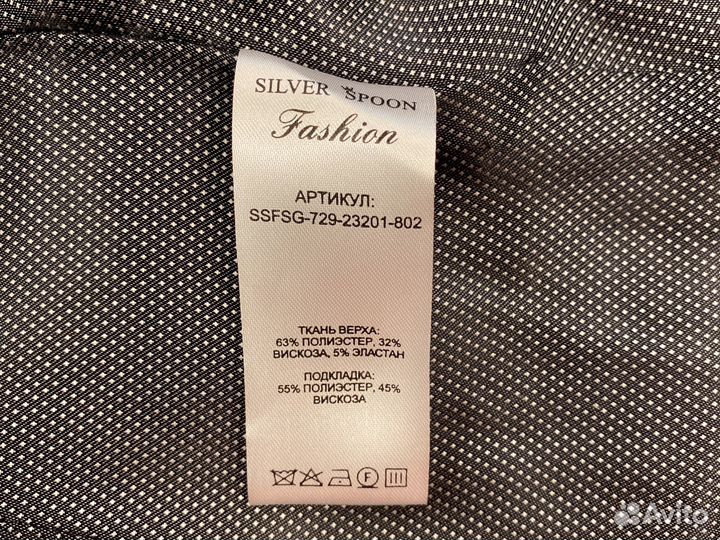 SILVER SPOON
Fashion
АРТИКУЛ:
SSFSG-729-23201-802
ТКАНЬ ВЕРХА:
63% ПОЛИЭСТЕР, 32%
ВИСКОЗА, 5% ЭЛАСТАН
ПОДКЛАДКА:
55% ПОЛИЭСТЕР, 45%
ВИСКОЗА
F
Avito